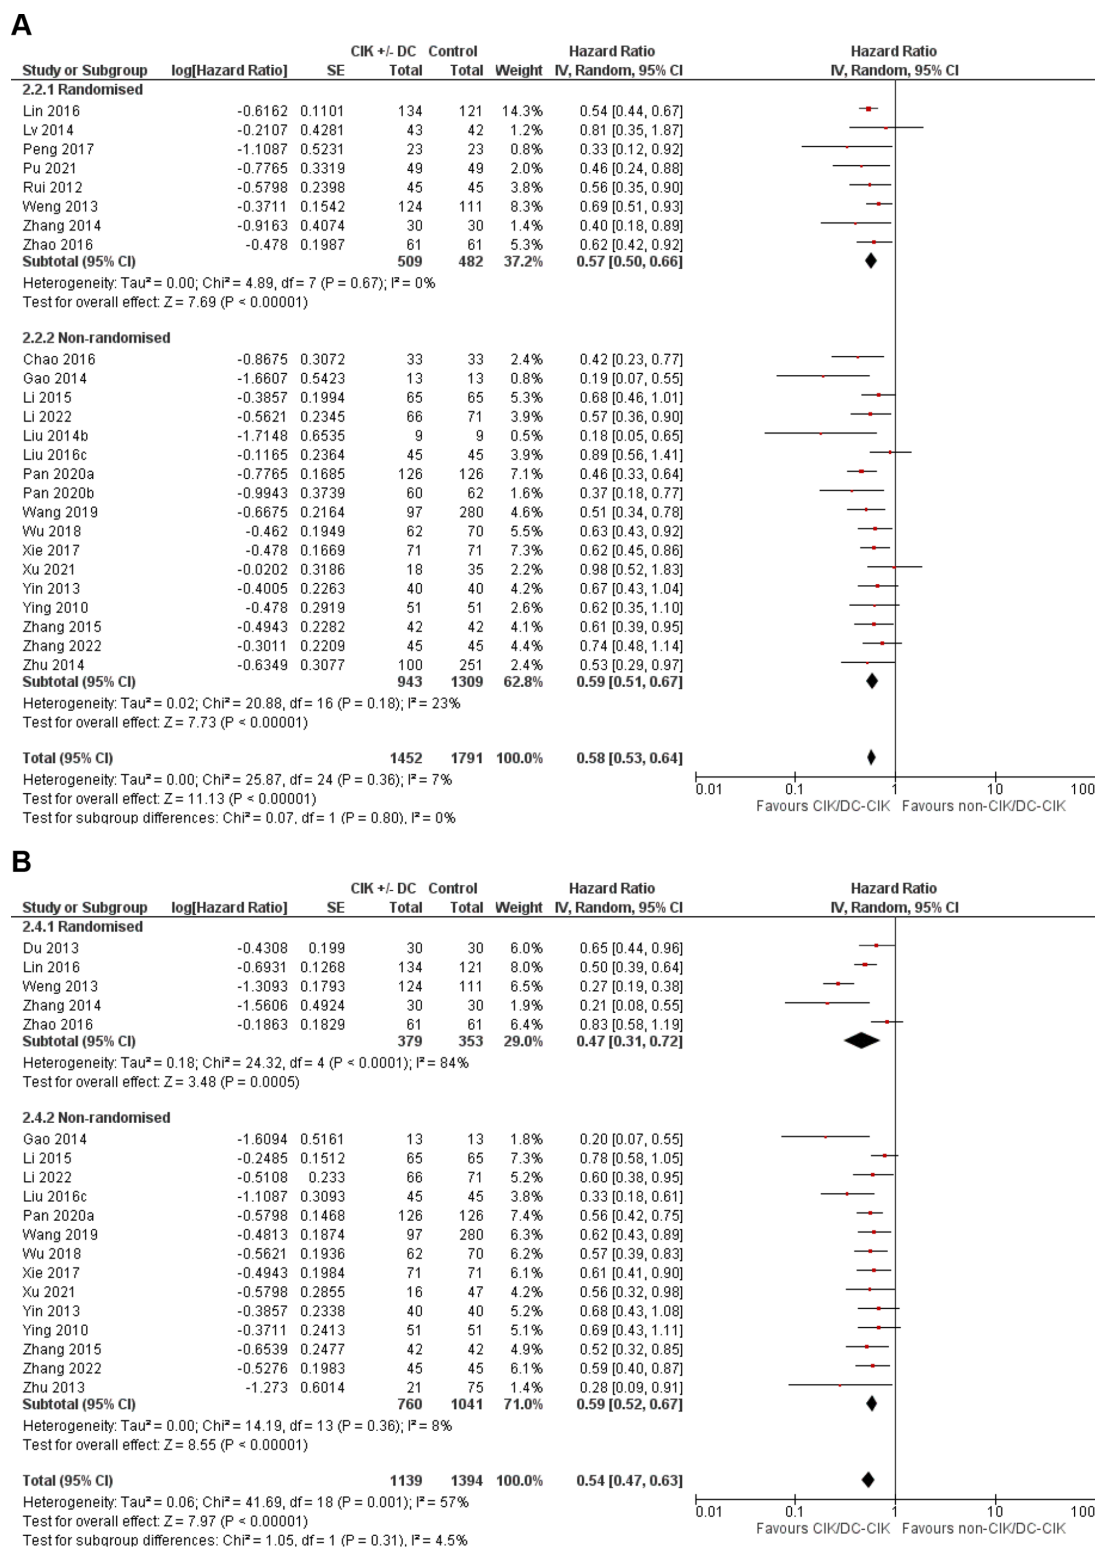 A
CIK +/- DC Control Hazard Ratio Hazard Ratio
Study or Subgroup log[Hazard Ratio] SE Total Total Weight IV, Random, 95% CI IV, Random, 95% CI
2.2.1 Randomised
Lin 2016 -0.6162 0.1101 134 121 14.3% 0.54 [0.44, 0.67]
Lv 2014 -0.2107 0.4281 43 42 1.2% 0.81 [0.35, 1.87]
Peng 2017 -1.1087 0.5231 23 23 0.8% 0.33 [0.12, 0.92]
Pu 2021 -0.7765 0.3319 49 49 2.0% 0.46 [0.24, 0.88]
Rui 2012 -0.5798 0.2398 45 45 3.8% 0.56 [0.35, 0.90]
Weng 2013 -0.3711 0.1542 124 111 8.3% 0.69 [0.51, 0.93]
Zhang 2014 -0.9163 0.4074 30 30 1.4% 0.40 [0.18, 0.89]
Zhao 2016 -0.478 0.1987 61 61 5.3% 0.62 [0.42, 0.92]
Subtotal (95% CI) 509 482 37.2% 0.57 [0.50, 0.66]
Heterogeneity: Tau² = 0.00; Chi² = 4.89, df = 7 (P = 0.67); I² = 0%
Test for overall effect: Z = 7.69 (P < 0.00001)
2.2.2 Non-randomised
Chao 2016 -0.8675 0.3072 33 33 2.4% 0.42 [0.23, 0.77]
Gao 2014 -1.6607 0.5423 13 13 0.8% 0.19 [0.07, 0.55]
Li 2015 -0.3857 0.1994 65 65 5.3% 0.68 [0.46, 1.01]
Li 2022 -0.5621 0.2345 66 71 3.9% 0.57 [0.36, 0.90]
Liu 2014b -1.7148 0.6535 9 9 0.5% 0.18 [0.05, 0.65]
Liu 2016c -0.1165 0.2364 45 45 3.9% 0.89 [0.56, 1.41]
Pan 2020a -0.7765 0.1685 126 126 7.1% 0.46 [0.33, 0.64]
Pan 2020b -0.9943 0.3739 60 62 1.6% 0.37 [0.18, 0.77]
Wang 2019 -0.6675 0.2164 97 280 4.6% 0.51 [0.34, 0.78]
Wu 2018 -0.462 0.1949 62 70 5.5% 0.63 [0.43, 0.92]
Xie 2017 -0.478 0.1669 71 71 7.3% 0.62 [0.45, 0.86]
Xu 2021 -0.0202 0.3186 18 35 2.2% 0.98 [0.52, 1.83]
Yin 2013 -0.4005 0.2263 40 40 4.2% 0.67 [0.43, 1.04]
Ying 2010 -0.478 0.2919 51 51 2.6% 0.62 [0.35, 1.10]
Zhang 2015 -0.4943 0.2282 42 42 4.1% 0.61 [0.39, 0.95]
Zhang 2022 -0.3011 0.2209 45 45 4.4% 0.74 [0.48, 1.14]
Zhu 2014 -0.6349 0.3077 100 251 2.4% 0.53 [0.29, 0.97]
Subtotal (95% CI) 943 1309 62.8% 0.59 [0.51, 0.67]
Heterogeneity: Tau² = 0.02; Chi² = 20.88, df = 16 (P = 0.18); I² = 23%
Test for overall effect: Z = 7.73 (P < 0.00001)
Total (95% CI) 1452 1791 100.0% 0.58 [0.53, 0.64]
Heterogeneity: Tau² = 0.00; Chi² = 25.87, df = 24 (P = 0.36); I² = 7%
Test for overall effect: Z = 11.13 (P < 0.00001)
Test for subgroup differences: Chi² = 0.07, df = 1 (P = 0.80), I² = 0%
0.01 0.1 1 10 100
Favours CIK/DC-CIK Favours non-CIK/DC-CIK
B
CIK +/- DC Control Hazard Ratio Hazard Ratio
Study or Subgroup log[Hazard Ratio] SE Total Total Weight IV, Random, 95% CI IV, Random, 95% CI
2.4.1 Randomised
Du 2013 -0.4308 0.199 30 30 6.0% 0.65 [0.44, 0.96]
Lin 2016 -0.6931 0.1268 134 121 8.0% 0.50 [0.39, 0.64]
Weng 2013 -1.3093 0.1793 124 111 6.5% 0.27 [0.19, 0.38]
Zhang 2014 -1.5606 0.4924 30 30 1.9% 0.21 [0.08, 0.55]
Zhao 2016 -0.1863 0.1829 61 61 6.4% 0.83 [0.58, 1.19]
Subtotal (95% CI) 379 353 29.0% 0.47 [0.31, 0.72]
Heterogeneity: Tau² = 0.18; Chi² = 24.32, df = 4 (P < 0.0001); I² = 84%
Test for overall effect: Z = 3.48 (P = 0.0005)
2.4.2 Non-randomised
Gao 2014 -1.6094 0.5161 13 13 1.8% 0.20 [0.07, 0.55]
Li 2015 -0.2485 0.1512 65 65 7.3% 0.78 [0.58, 1.05]
Li 2022 -0.5108 0.233 66 71 5.2% 0.60 [0.38, 0.95]
Liu 2016c -1.1087 0.3093 45 45 3.8% 0.33 [0.18, 0.61]
Pan 2020a -0.5798 0.1468 126 126 7.4% 0.56 [0.42, 0.75]
Wang 2019 -0.4813 0.1874 97 280 6.3% 0.62 [0.43, 0.89]
Wu 2018 -0.5621 0.1936 62 70 6.2% 0.57 [0.39, 0.83]
Xie 2017 -0.4943 0.1984 71 71 6.1% 0.61 [0.41, 0.90]
Xu 2021 -0.5798 0.2855 16 47 4.2% 0.56 [0.32, 0.98]
Yin 2013 -0.3857 0.2338 40 40 5.2% 0.68 [0.43, 1.08]
Ying 2010 -0.3711 0.2413 51 51 5.1% 0.69 [0.43, 1.11]
Zhang 2015 -0.6539 0.2477 42 42 4.9% 0.52 [0.32, 0.85]
Zhang 2022 -0.5276 0.1983 45 45 6.1% 0.59 [0.40, 0.87]
Zhu 2013 -1.273 0.6014 21 75 1.4% 0.28 [0.09, 0.91]
Subtotal (95% CI) 760 1041 71.0% 0.59 [0.52, 0.67]
Heterogeneity: Tau² = 0.00; Chi² = 14.19, df = 13 (P = 0.36); I² = 8%
Test for overall effect: Z = 8.55 (P < 0.00001)
Total (95% CI) 1139 1394 100.0% 0.54 [0.47, 0.63]
Heterogeneity: Tau² = 0.06; Chi² = 41.69, df = 18 (P = 0.001); I² = 57%
Test for overall effect: Z = 7.97 (P < 0.00001)
Test for subgroup differences: Chi² = 1.05, df = 1 (P = 0.31), I² = 4.5%
0.01 0.1 1 10 100
Favours CIK/DC-CIK Favours non-CIK/DC-CIK